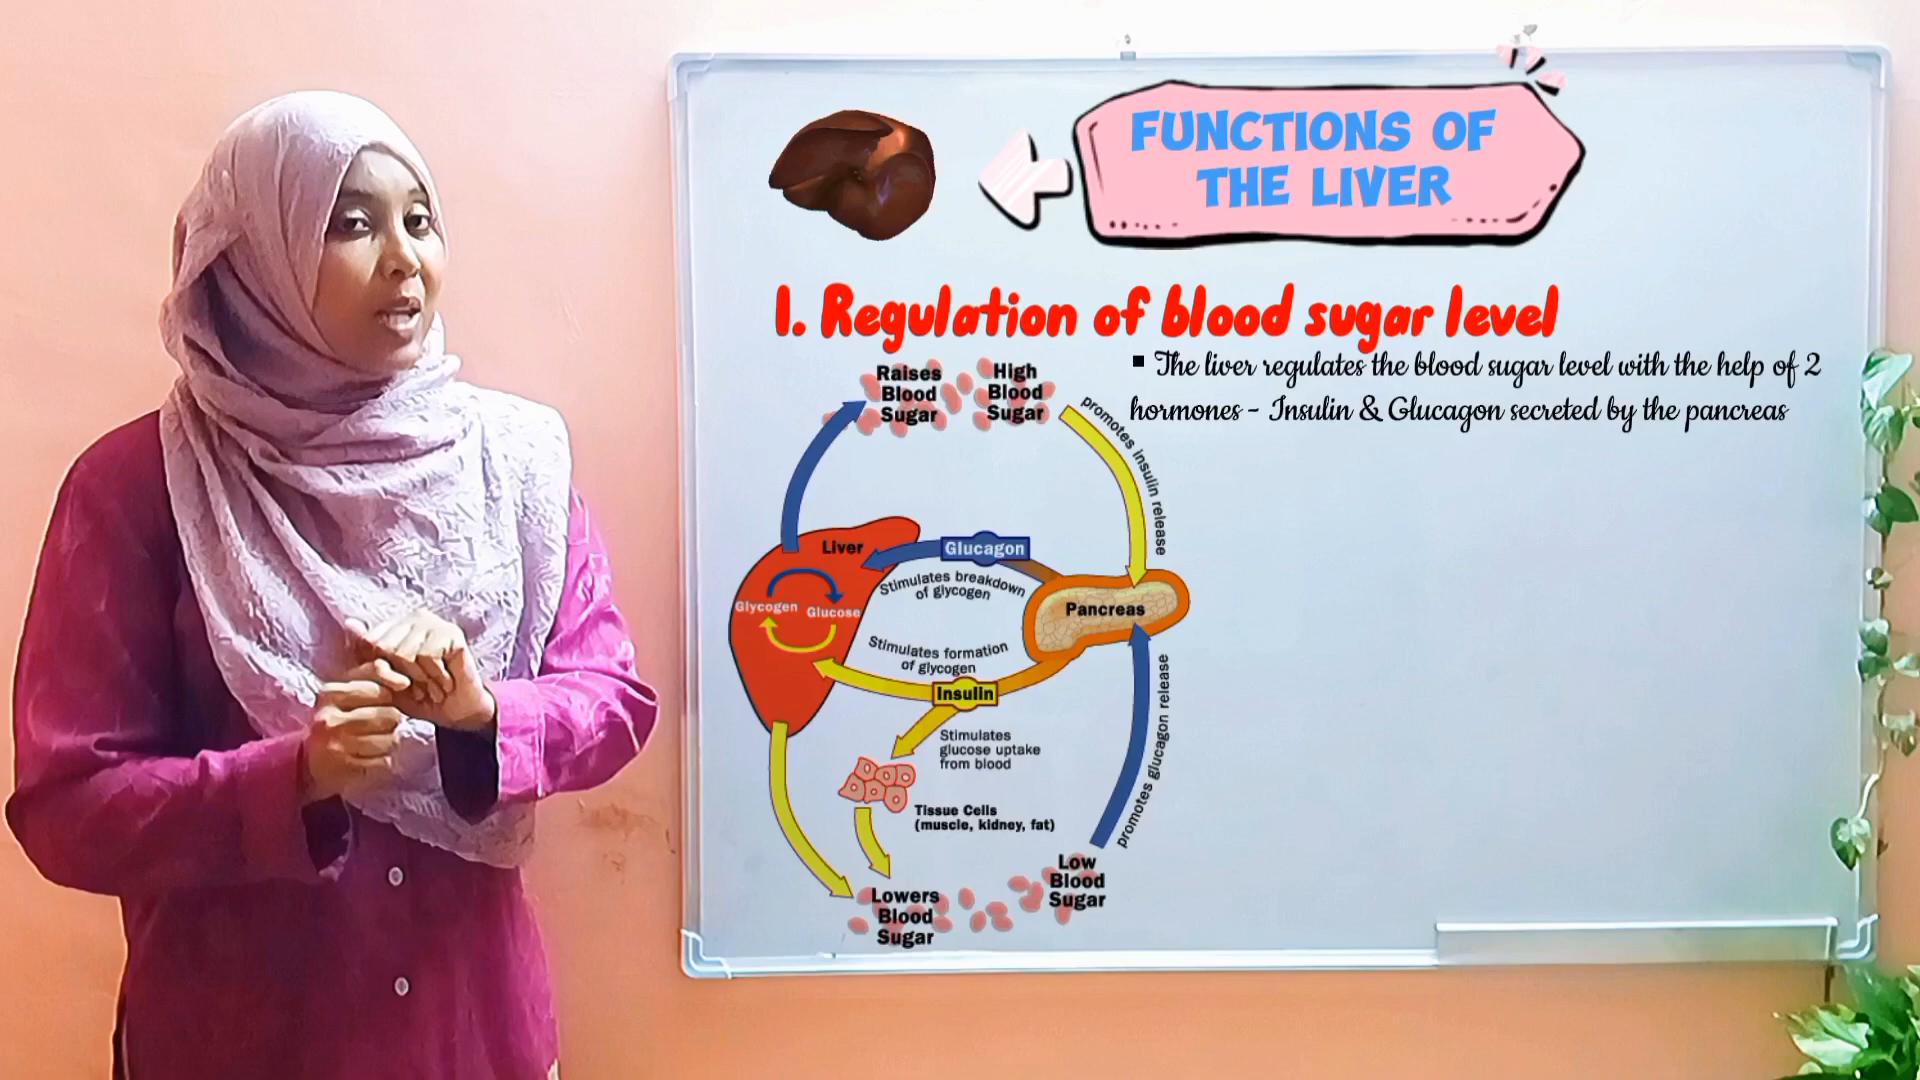 FUNCTIONS OF
THE LIVER
1. Regulation of blood sugar level
▪ The liver regulates the blood sugar level with the help of 2
hormones - Insulin & Glucagon secreted by the pancreas
Raises
Blood
Sugar
High
Blood
Sugar
promotes insulin release
Liver
Glucagon
Stimulates breakdown
of glycogen
Glycogen
Glucose
Pancreas
Stimulates formation
of glycogen
Insulin
Stimulates
glucose uptake
from blood
Tissue Cells
(muscle, kidney, fat)
promotes glucagon release
Low
Blood
Sugar
Lowers
Blood
Sugar